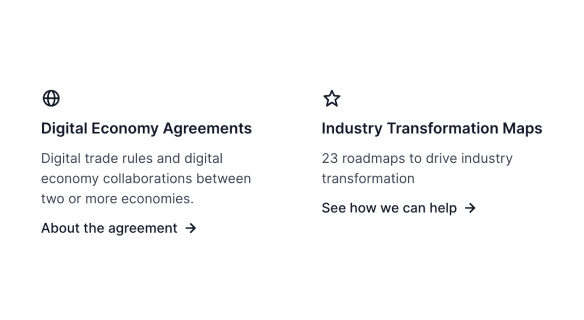 Digital Economy Agreements
Digital trade rules and digital
economy collaborations between
two or more economies.
About the agreement
Industry Transformation Maps
23 roadmaps to drive industry
transformation
See how we can help